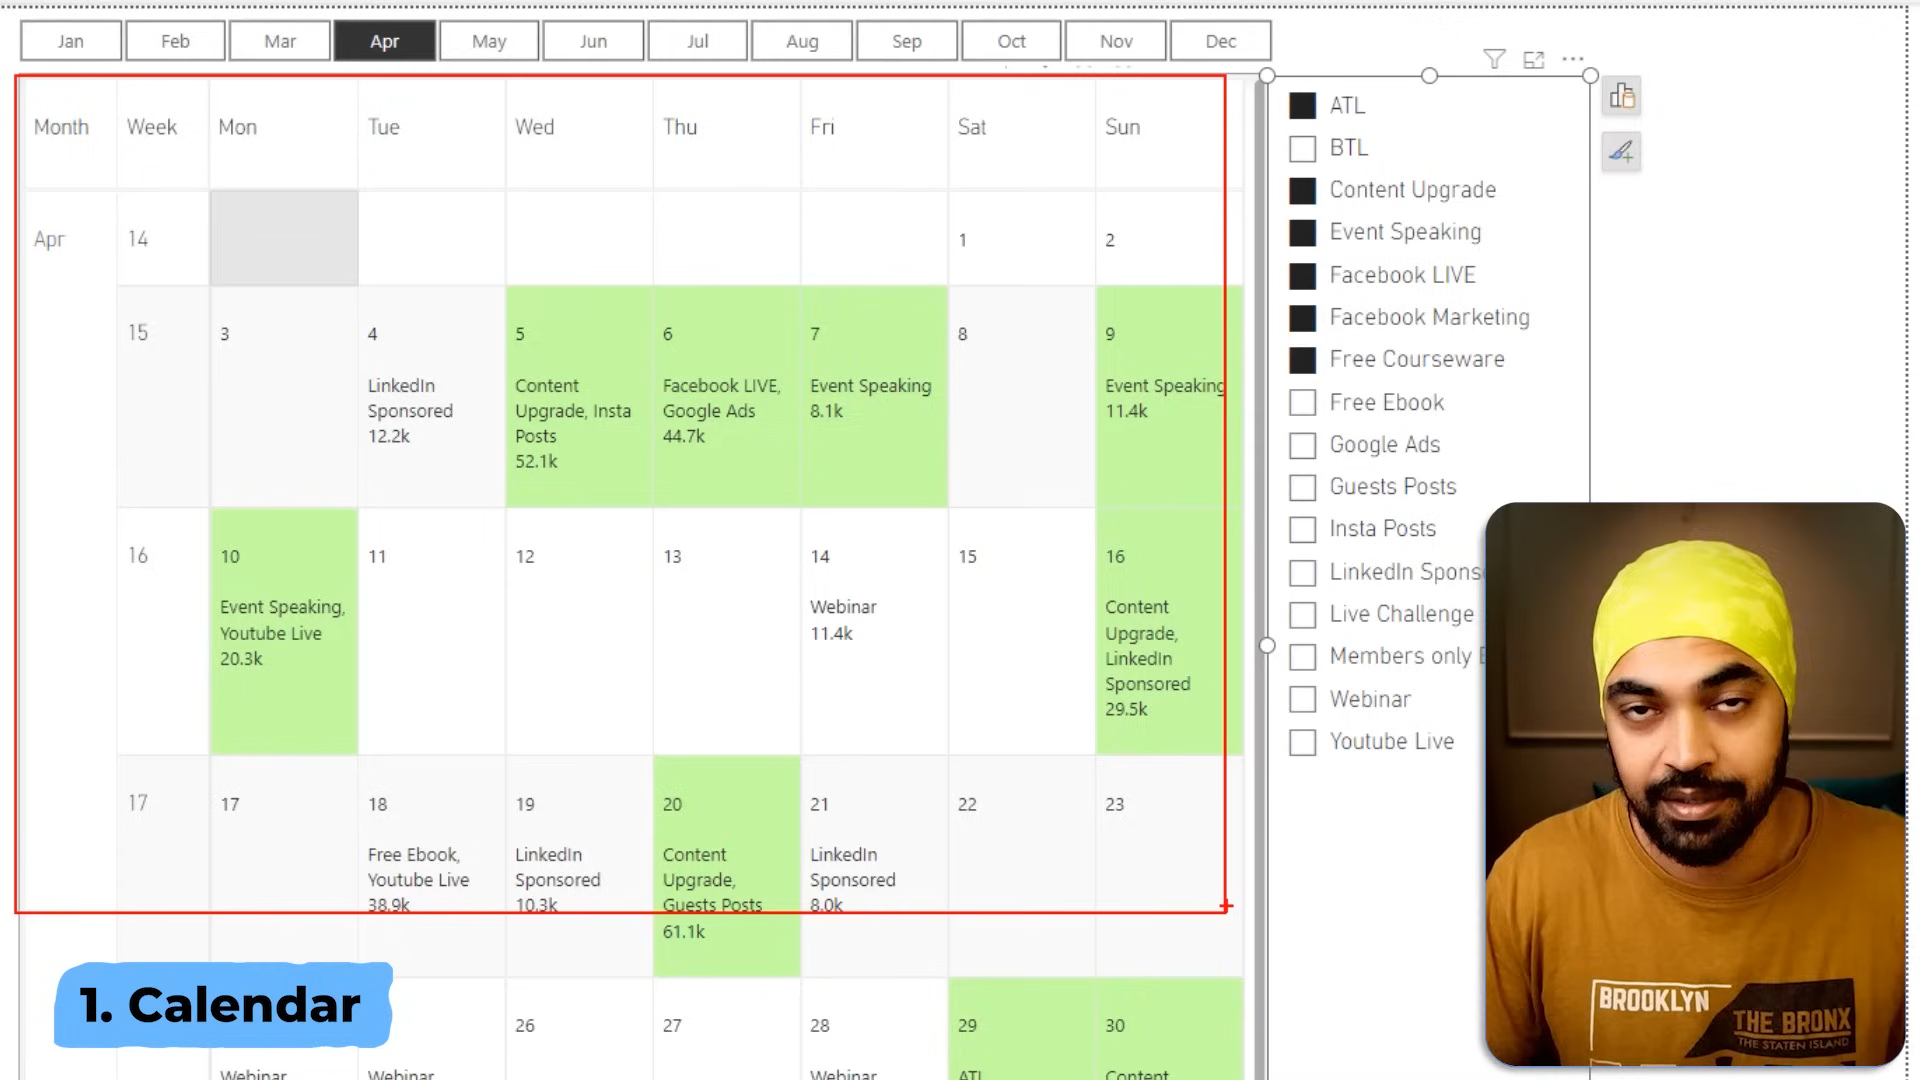 Jan Feb Mar Apr May Jun Jul Aug Sep Oct Nov Dec
Month Week Mon Tue Wed Thu Fri Sat Sun
Apr 14 1 2
15 3 4 5 6 7 8 9
LinkedIn
Sponsored
12.2k
Content
Upgrade, Insta
Posts
52.1k
Facebook LIVE,
Google Ads
44.7k
Event Speaking
8.1k
Event Speaking
11.4k
16 10 11 12 13 14 15 16
Event Speaking,
Youtube Live
20.3k
Webinar
11.4k
Content
Upgrade,
LinkedIn
Sponsored
29.5k
17 17 18 19 20 21 22 23
Free Ebook,
Youtube Live
38.9k
LinkedIn
Sponsored
10.3k
Content
Upgrade,
Guests Posts
61.1k
LinkedIn
Sponsored
8.0k
26 27 28 29 30
Webinar
Webinar
Webinar
ATL
Content
ATL
BTL
Content Upgrade
Event Speaking
Facebook LIVE
Facebook Marketing
Free Courseware
Free Ebook
Google Ads
Guests Posts
Insta Posts
LinkedIn Spons
Live Challenge
Members only
Webinar
Youtube Live
1. Calendar
BROOKLYN
THE BRONX
THE STATEN ISLAND